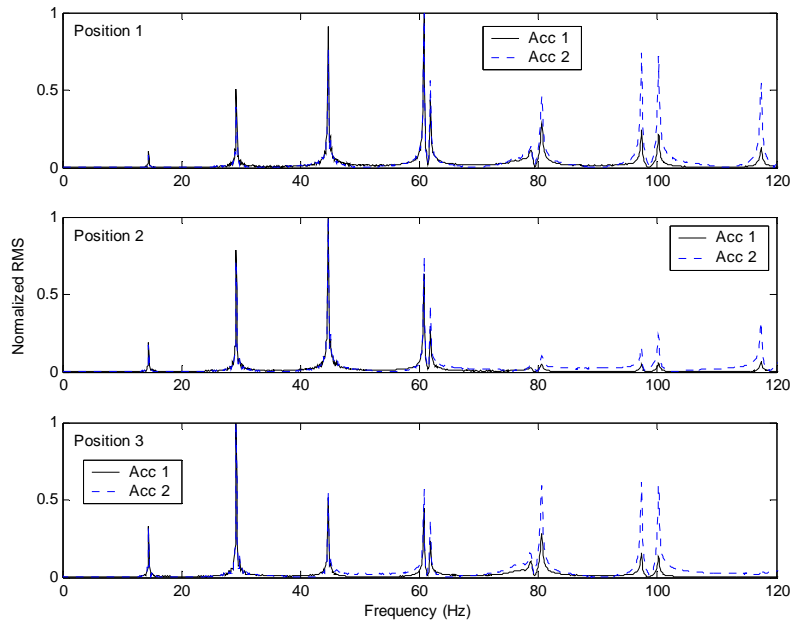 Position 1
Acc 1
Acc 2
1
0.5
0
0 20 40 60 80 100 120
Position 2
Acc 1
Acc 2
1
0.5
0
0 20 40 60 80 100 120
Normalized RMS
Position 3
Acc 1
Acc 2
1
0.5
0
0 20 40 60 80 100 120
Frequency (Hz)